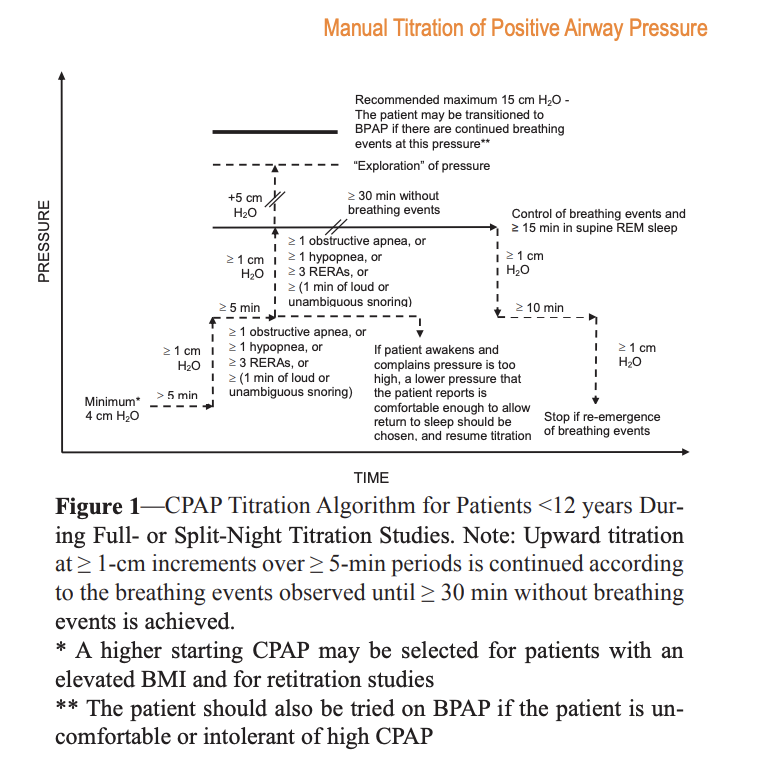 Manual Titration of Positive Airway Pressure
Recommended maximum 15 cm H₂O -
The patient may be transitioned to
BPAP if there are continued breathing
events at this pressure**
“Exploration” of pressure
+5 cm
H₂O
≥ 30 min without
breathing events
Control of breathing events and
≥ 15 min in supine REM sleep
PRESSURE
≥ 1 cm
H₂O
≥ 1 obstructive apnea, or
≥ 1 hypopnea, or
≥ 3 RERAs, or
≥ (1 min of loud or
unambiguous snoring)
≥ 1 cm
H₂O
≥ 5 min
≥ 10 min
≥ 1 cm
H₂O
≥ 1 obstructive apnea, or
≥ 1 hypopnea, or
≥ 3 RERAs, or
≥ (1 min of loud or
unambiguous snoring)
If patient awakens and
complains pressure is too
high, a lower pressure that
the patient reports is
comfortable enough to allow
return to sleep should be
chosen, and resume titration
≥ 1 cm
H₂O
Minimum*
4 cm H₂O
≥ 5 min
Stop if re-emergence
of breathing events
TIME
Figure 1—CPAP Titration Algorithm for Patients <12 years Dur-
ing Full- or Split-Night Titration Studies. Note: Upward titration
at ≥ 1-cm increments over ≥ 5-min periods is continued according
to the breathing events observed until ≥ 30 min without breathing
events is achieved.
* A higher starting CPAP may be selected for patients with an
elevated BMI and for retitration studies
** The patient should also be tried on BPAP if the patient is un-
comfortable or intolerant of high CPAP